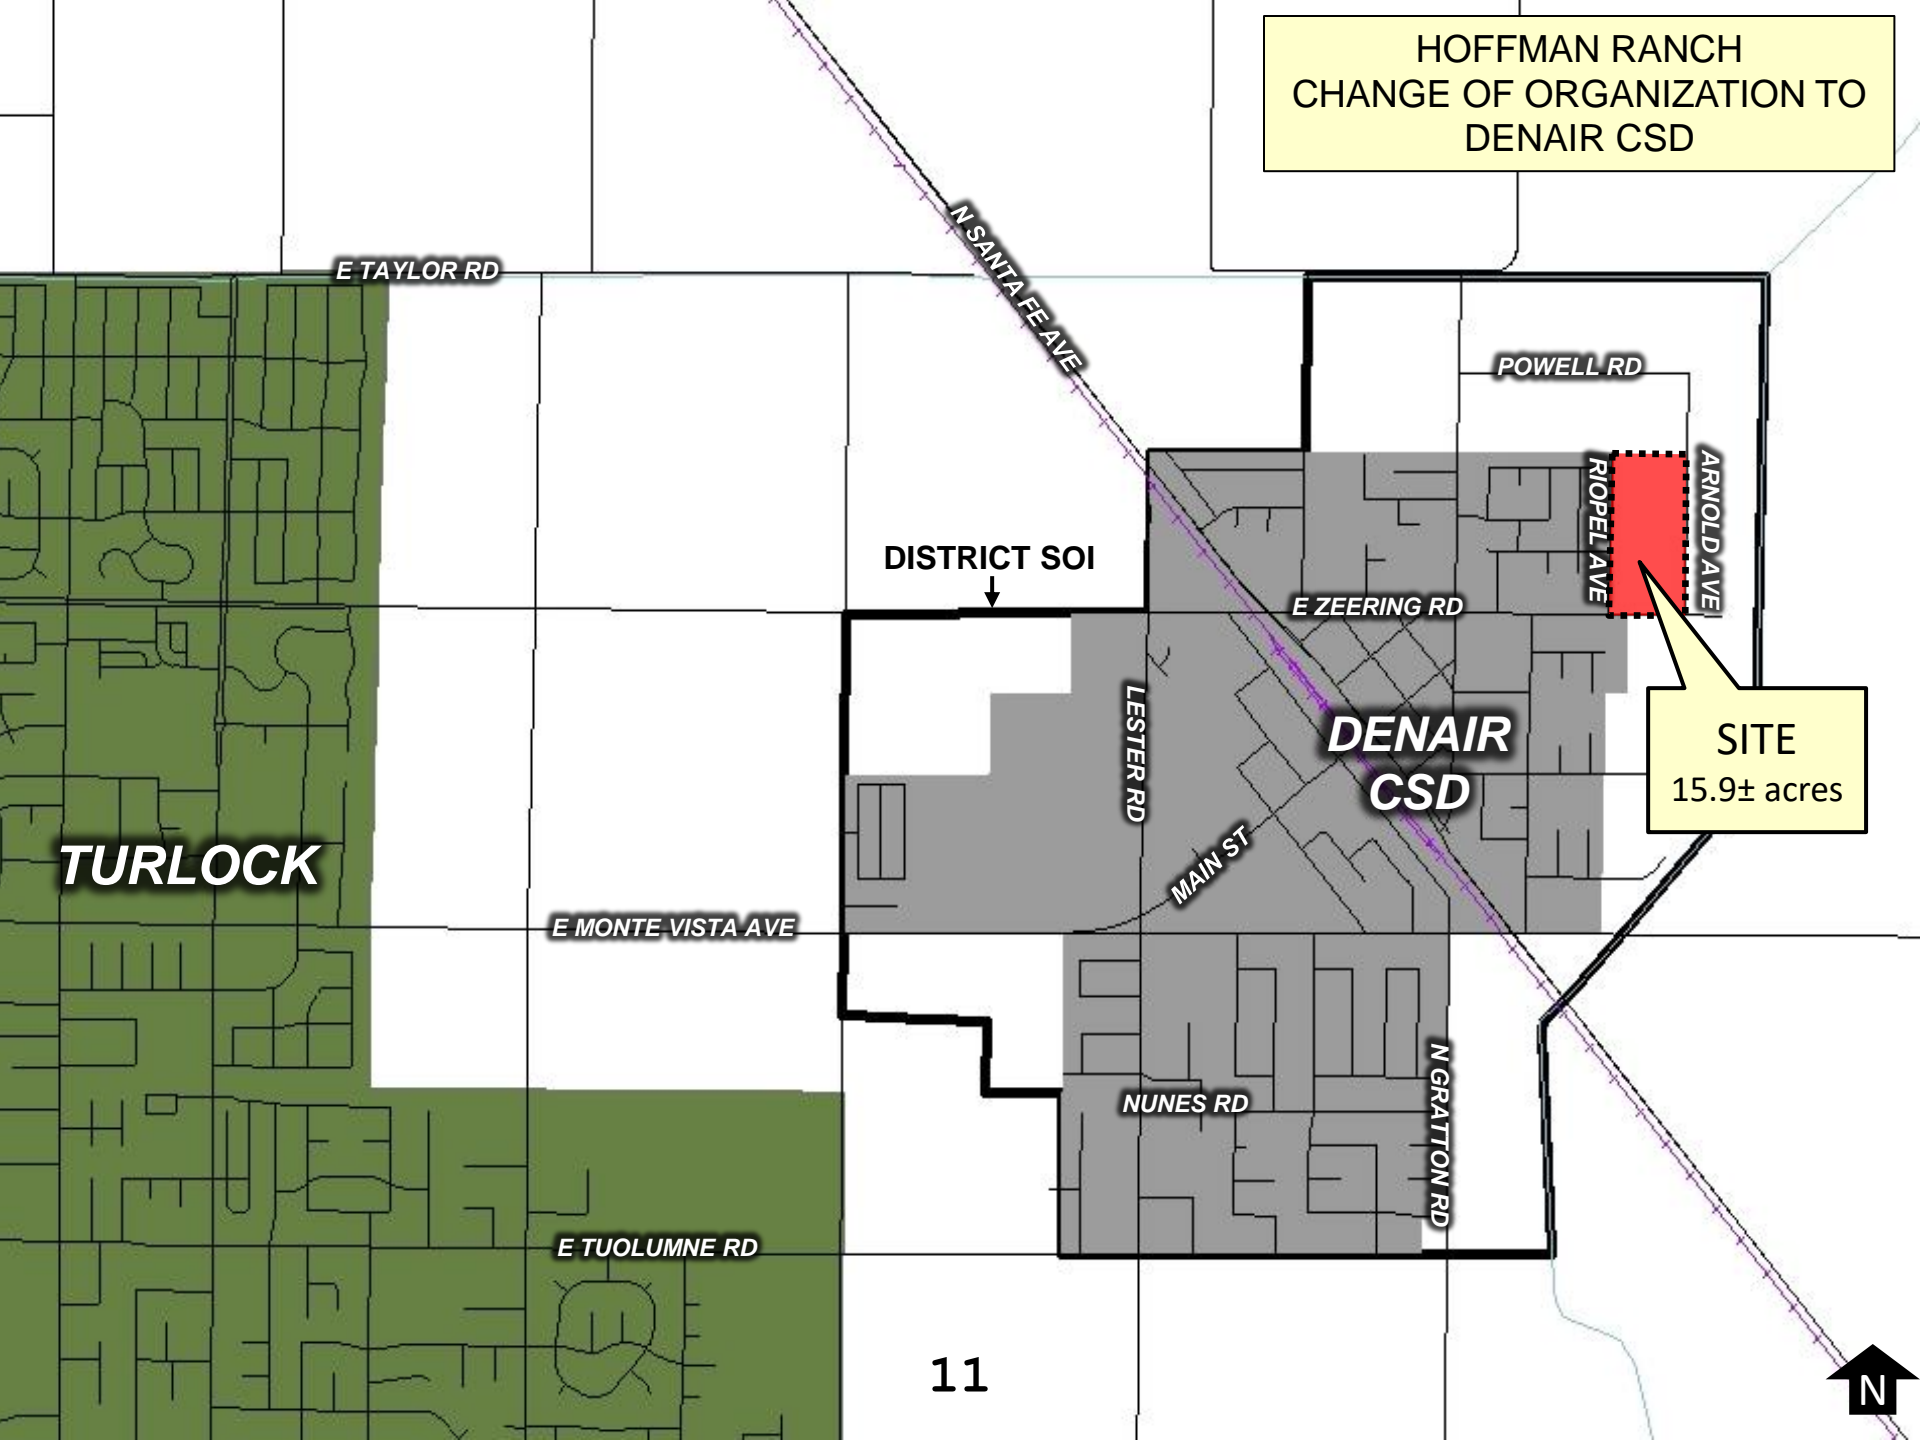 HOFFMAN RANCH
CHANGE OF ORGANIZATION TO
DENAIR CSD
N SANTA FE AVE
E TAYLOR RD
POWELL RD
RIOPEL AVE
ARNOLD AVE
DISTRICT SOI
E ZEERING RD
LESTER RD
DENAIR
CSD
SITE
15.9± acres
MAIN ST
TURLOCK
E MONTE VISTA AVE
NUNES RD
N GRATTON RD
E TUOLUMNE RD
11
N